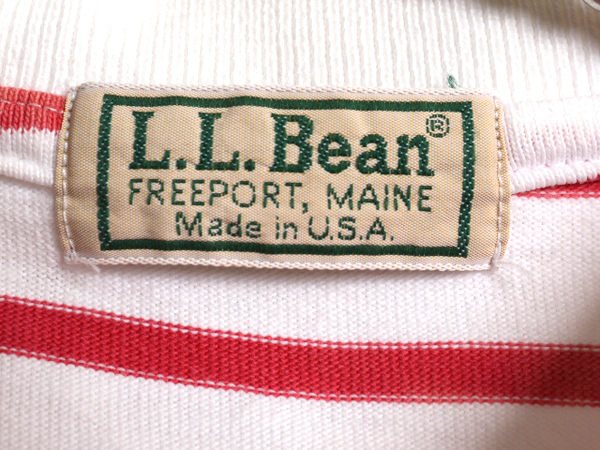 L.L. Bean®
FREEPORT, MAINE
Made in U.S.A.